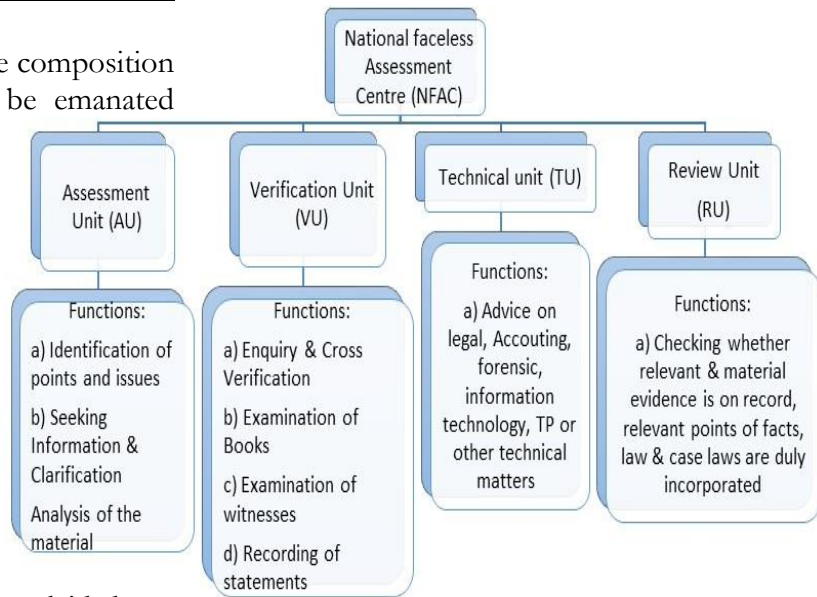 e composition
be emanated
National faceless
Assessment
Centre (NFAC)
Assessment
Unit (AU)
Verification Unit
(VU)
Technical unit (TU)
Review Unit
(RU)
Functions:
a) Identification of
points and issues
b) Seeking
Information &
Clarification
Analysis of the
material
Functions:
a) Enquiry & Cross
Verification
b) Examination of
Books
c) Examination of
witnesses
d) Recording of
statements
Functions:
a) Advice on
legal, Accouting,
forensic,
information
technology, TP or
other technical
matters
Functions:
a) Checking whether
relevant & material
evidence is on record,
relevant points of facts,
law & case laws are duly
incorporated